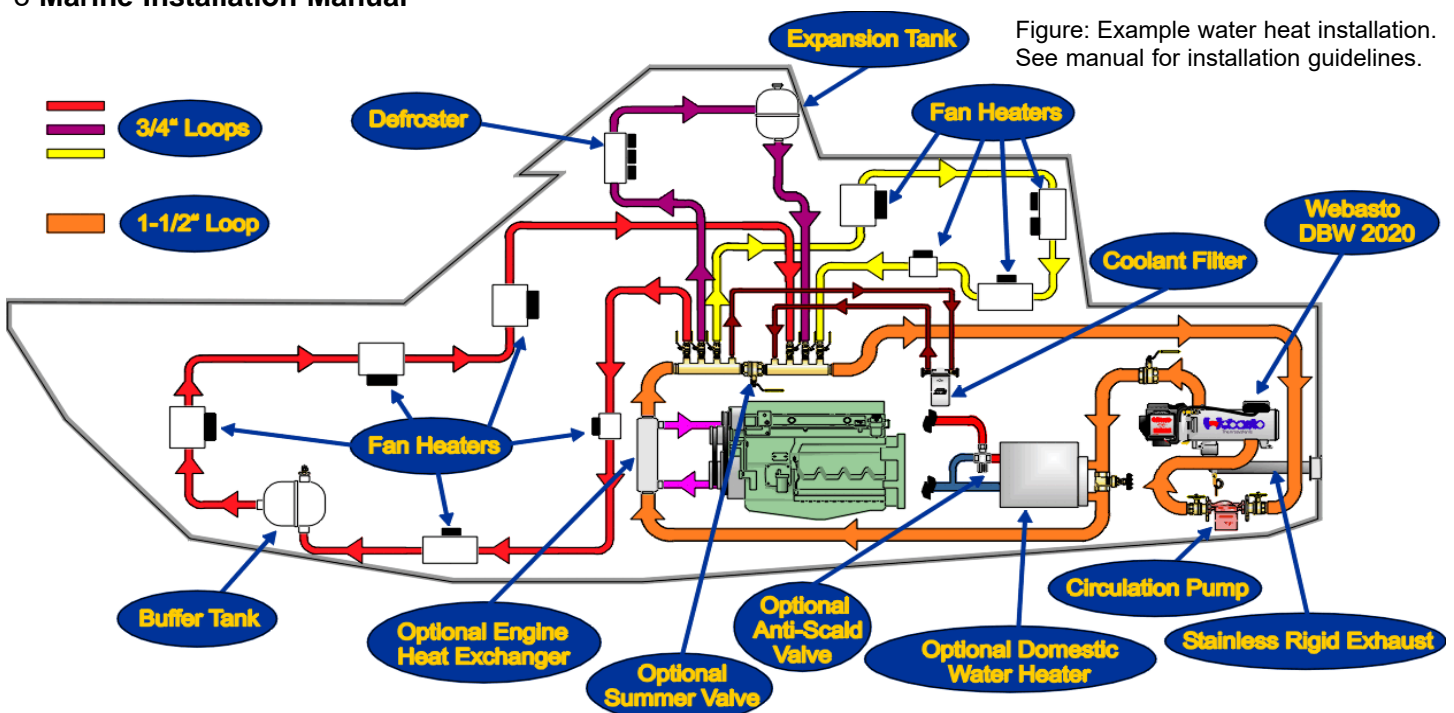 Marine Installation Manual
Figure: Example water heat installation.
See manual for installation guidelines.
Expansion Tank
Defroster
Fan Heaters
3/4" Loops
1-1/2" Loop
Webasto
DBW 2020
Coolant Filter
Fan Heaters
Buffer Tank
Optional Engine
Heat Exchanger
Optional
Summer Valve
Optional
Anti-Scald
Valve
Optional Domestic
Water Heater
Circulation Pump
Stainless Rigid Exhaust
Webasto